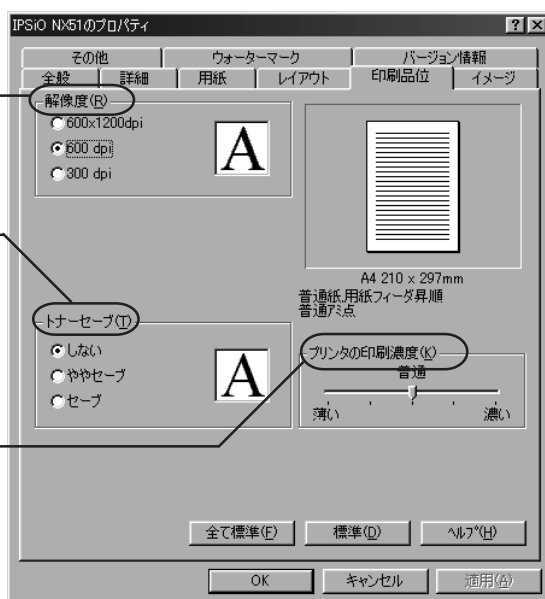 IPSiO NX51のプロパティ
その他 ウォーターマーク バージョン情報
全般 詳細 用紙 レイアウト 印刷品位 イメージ
解像度(R)
600x1200dpi
600 dpi
300 dpi
A
A4 210 x 297mm
普通紙,用紙フィーダ昇順
普通アミ点
トナーセーブ(T)
しない
ややセーブ
セーブ
A
プリンタの印刷濃度(K)
普通
薄い 濃い
全て標準(F) 標準(D) ヘルプ(H)
OK キャンセル 適用(A)